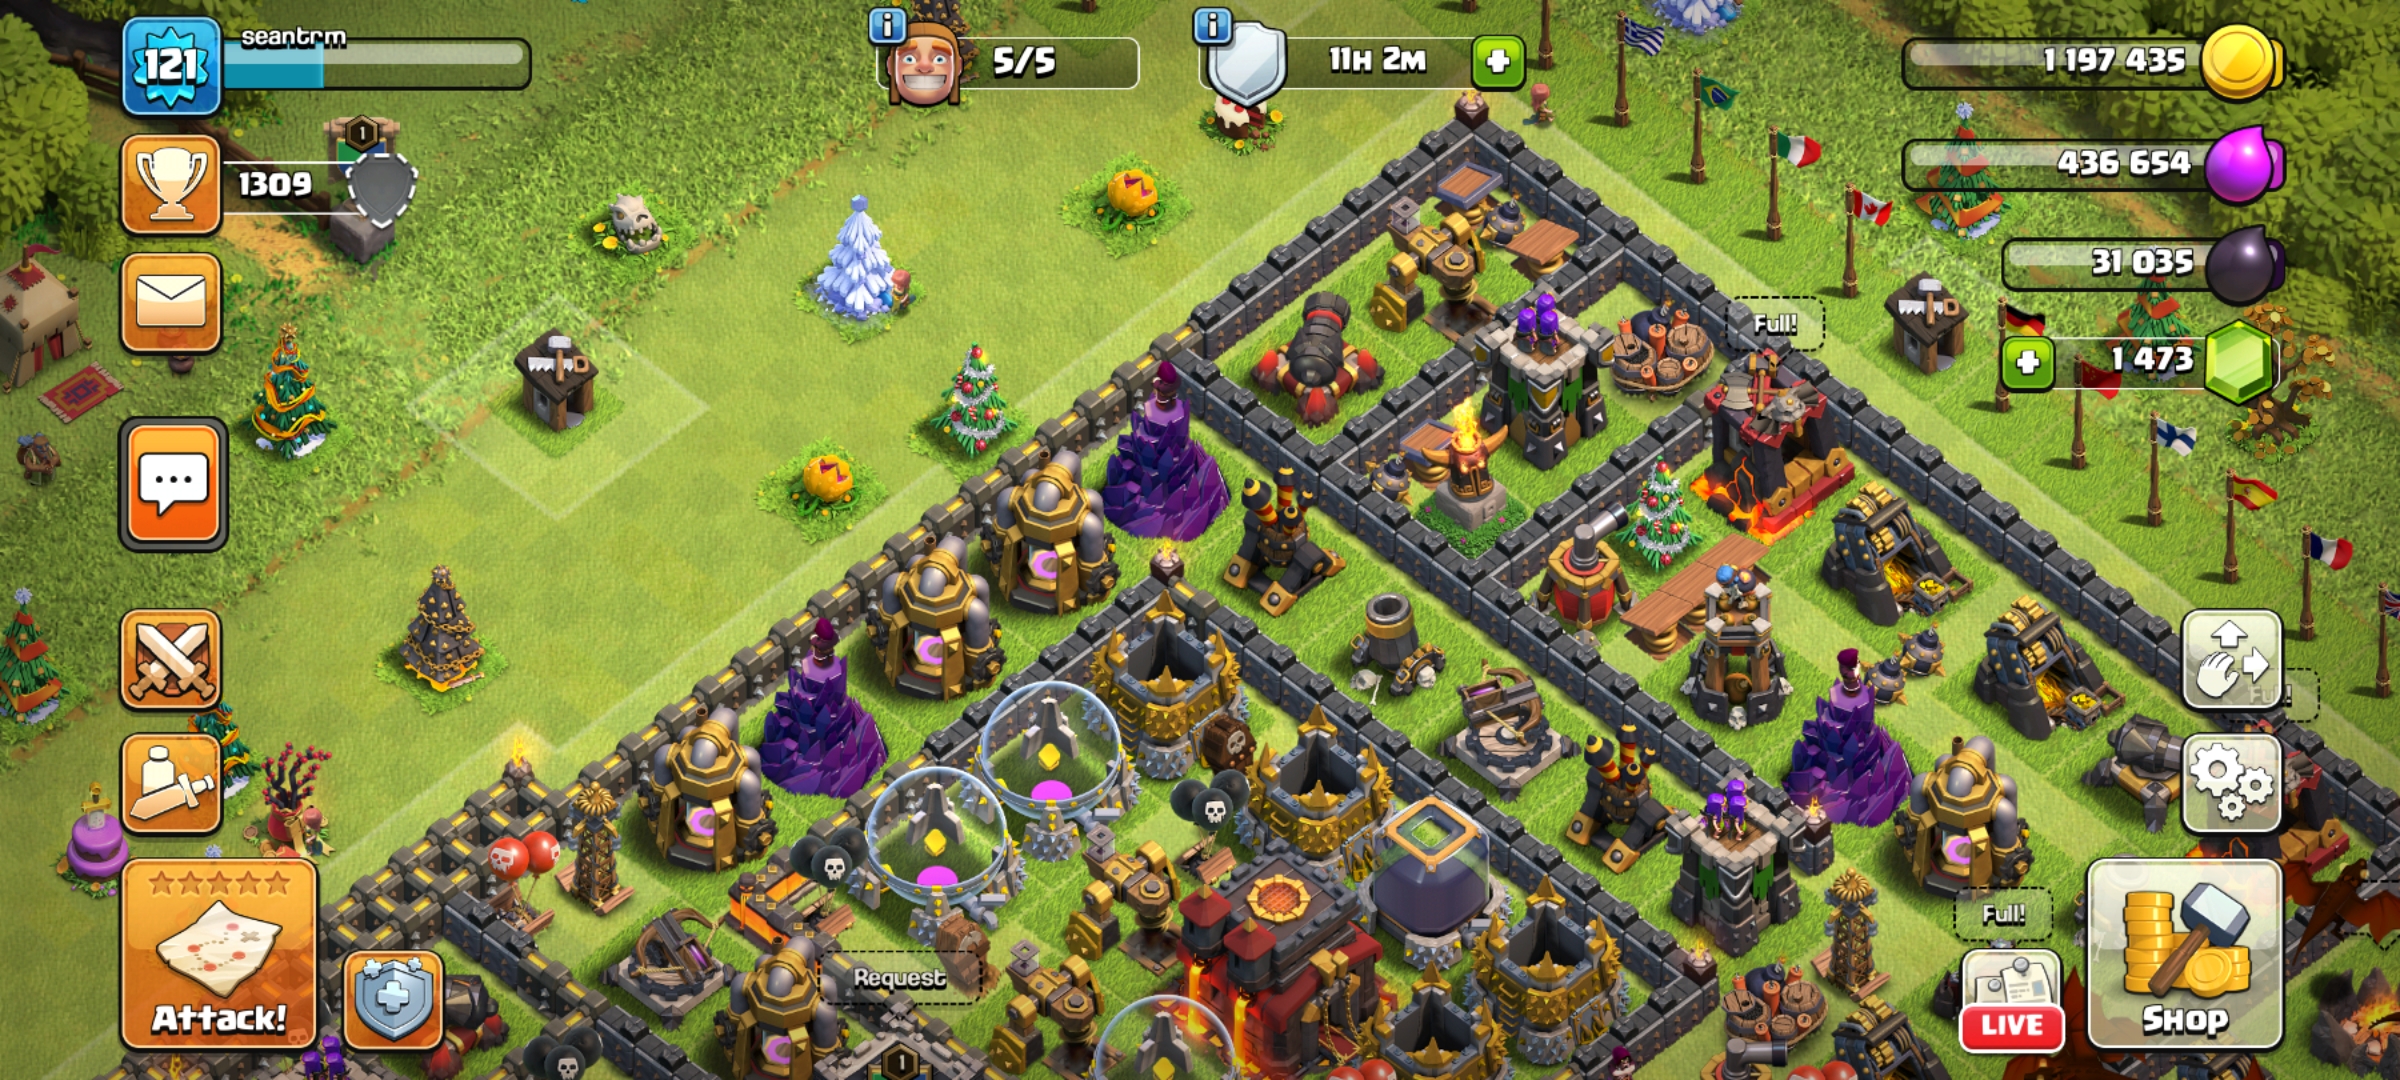 121
seantrm
5/5
11H 2M
1 197 435
1309
1
436 654
31 035
1 473
Full!
Full!
Full!
Request
Attack!
LIVE
Shop
1